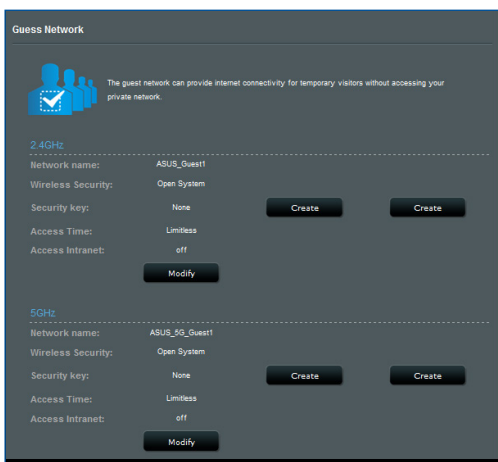 Guess Network
The guest network can provide internet connectivity for temporary visitors without accessing your
private network.
2.4GHz
Network name: ASUS_Guest1
Wireless Security: Open System
Security key: None Create Create
Access Time: Limitless
Access Intranet: off
Modify
5GHz
Network name: ASUS_5G_Guest1
Wireless Security: Open System
Security key: None Create Create
Access Time: Limitless
Access Intranet: off
Modify